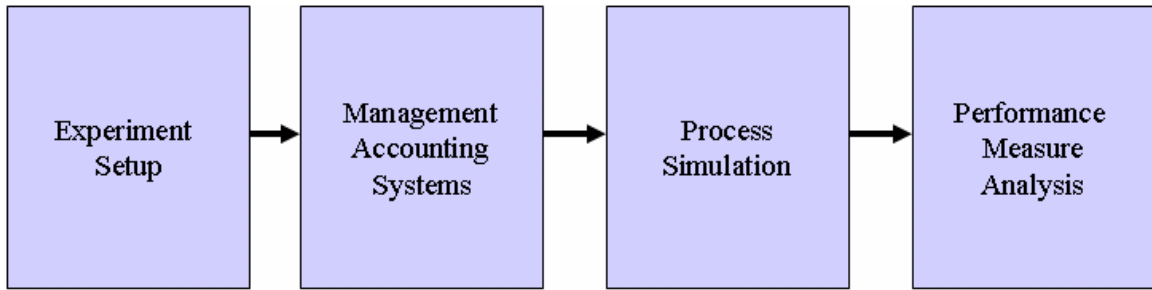 Experiment
Setup
Management
Accounting
Systems
Process
Simulation
Performance
Measure
Analysis